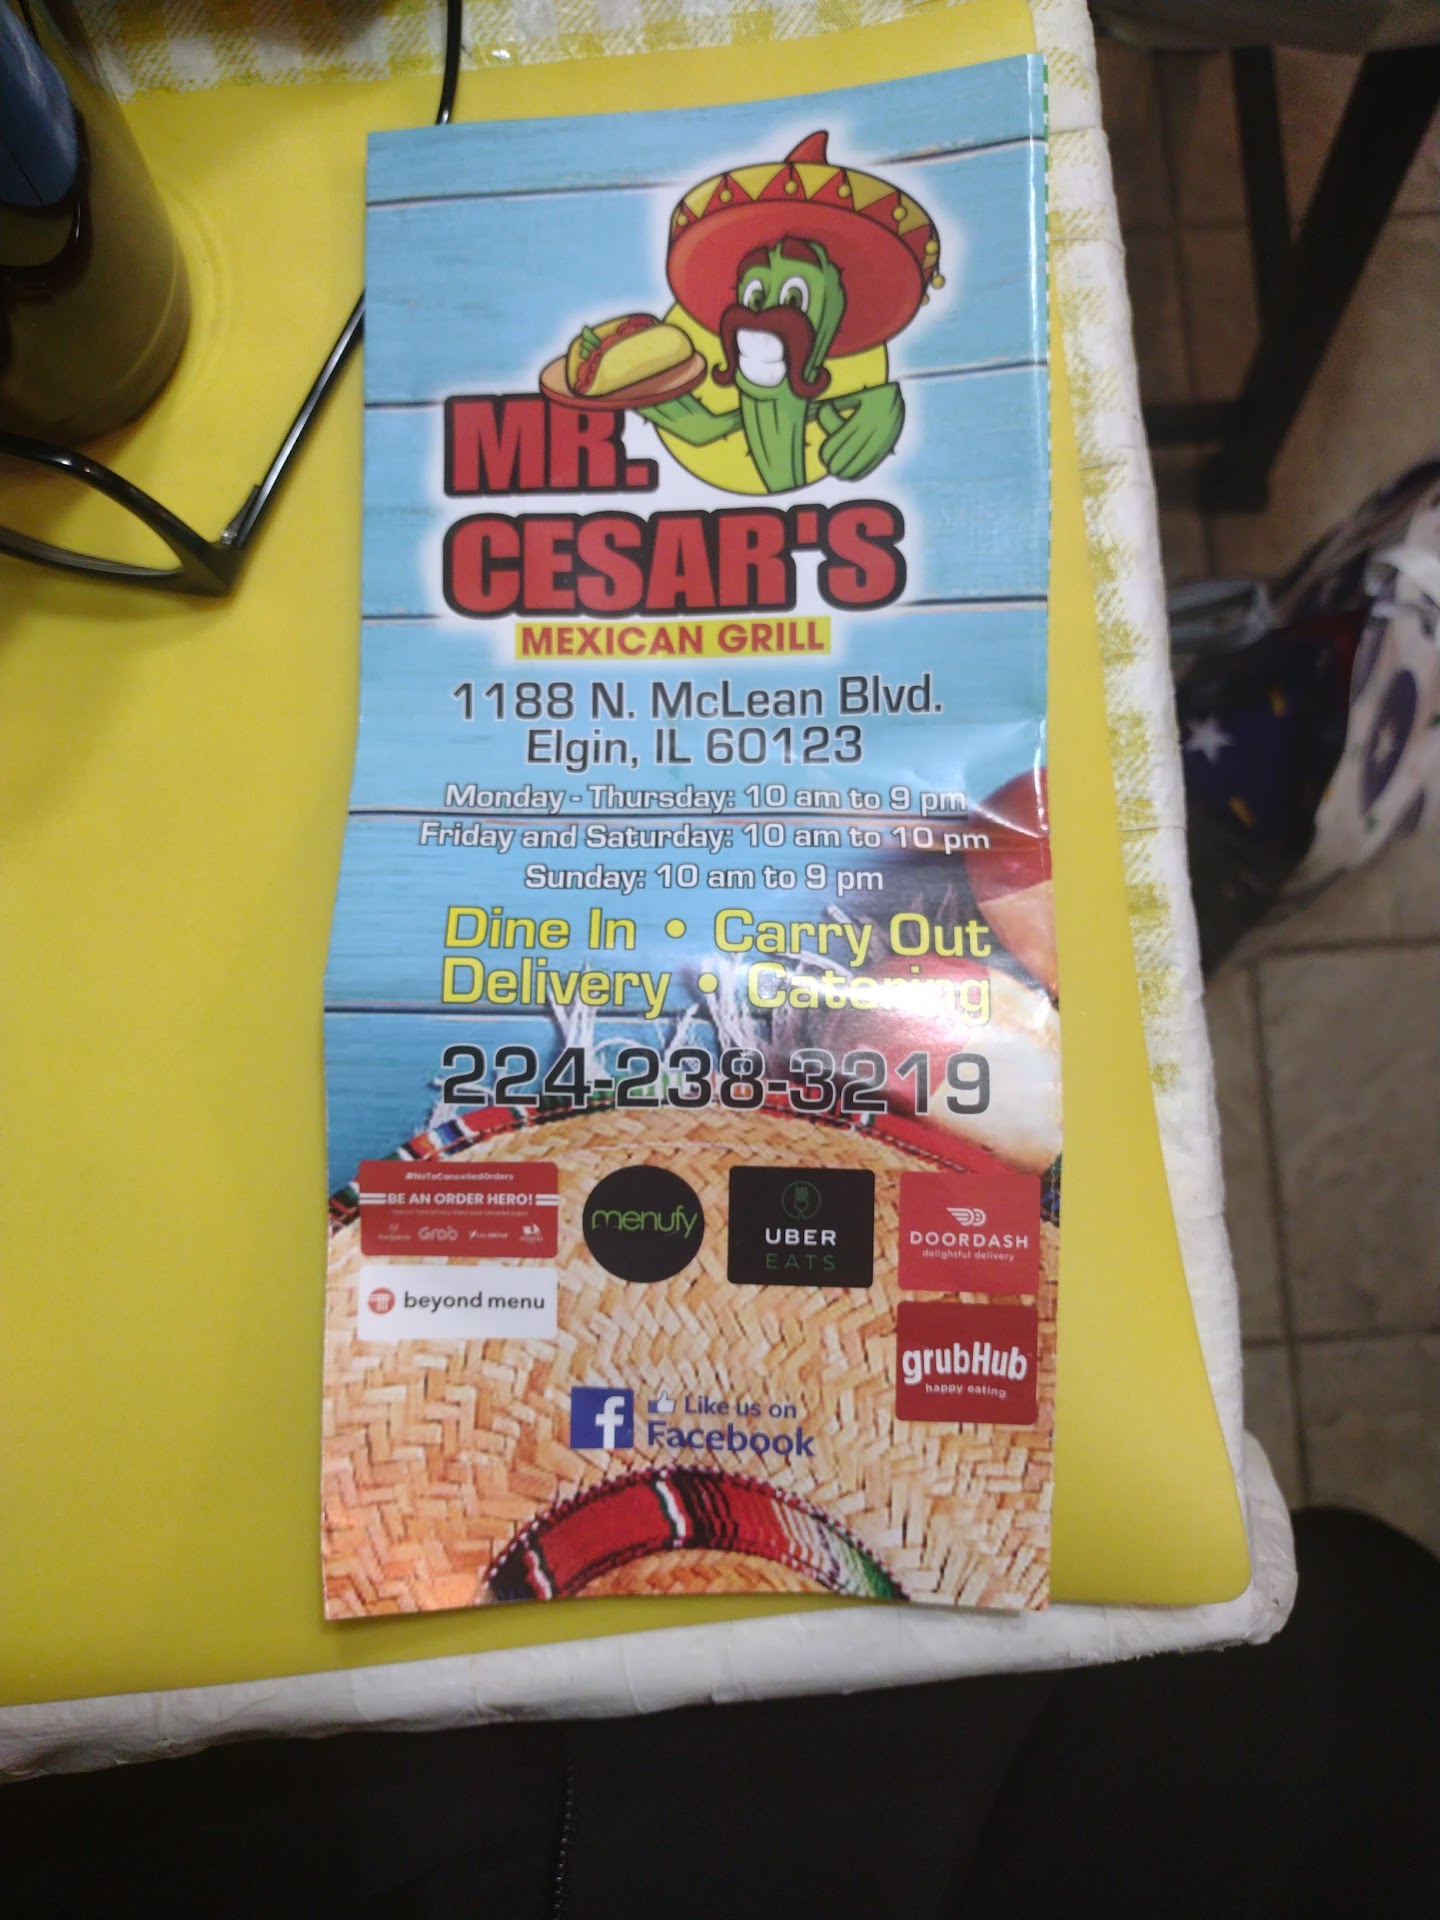 MR.
CESAR'S
MEXICAN GRILL
1188 N. McLean Blvd.
Elgin, IL 60123
Monday - Thursday: 10 am to 9 pm
Friday and Saturday: 10 am to 10 pm
Sunday: 10 am to 9 pm
Dine In • Carry Out
Delivery • Catering
224-238-3219
#NoToCancelledOrders
BE AN ORDER HERO!
Grab
beyond menu
menufy
UBER
EATS
DOORDASH
delightful delivery
grubHub
happy eating
f
Like us on
Facebook